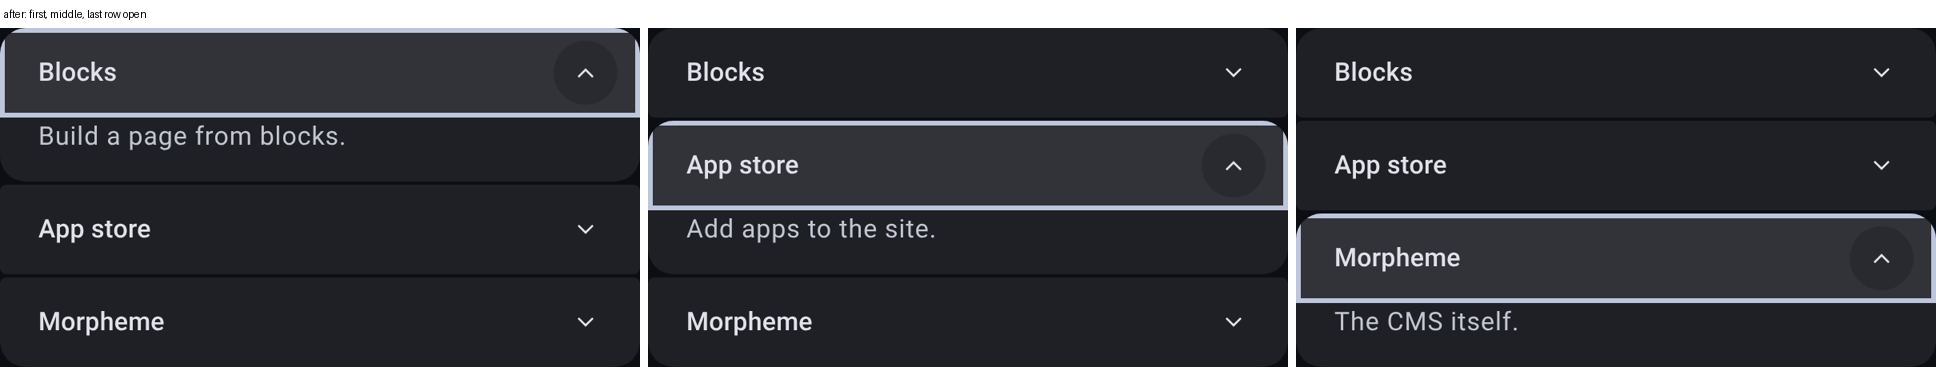 after: first, middle, last row open
Blocks
Build a page from blocks.
App store
Morpheme
Blocks
App store
Add apps to the site.
Morpheme
Blocks
App store
Morpheme
The CMS itself.